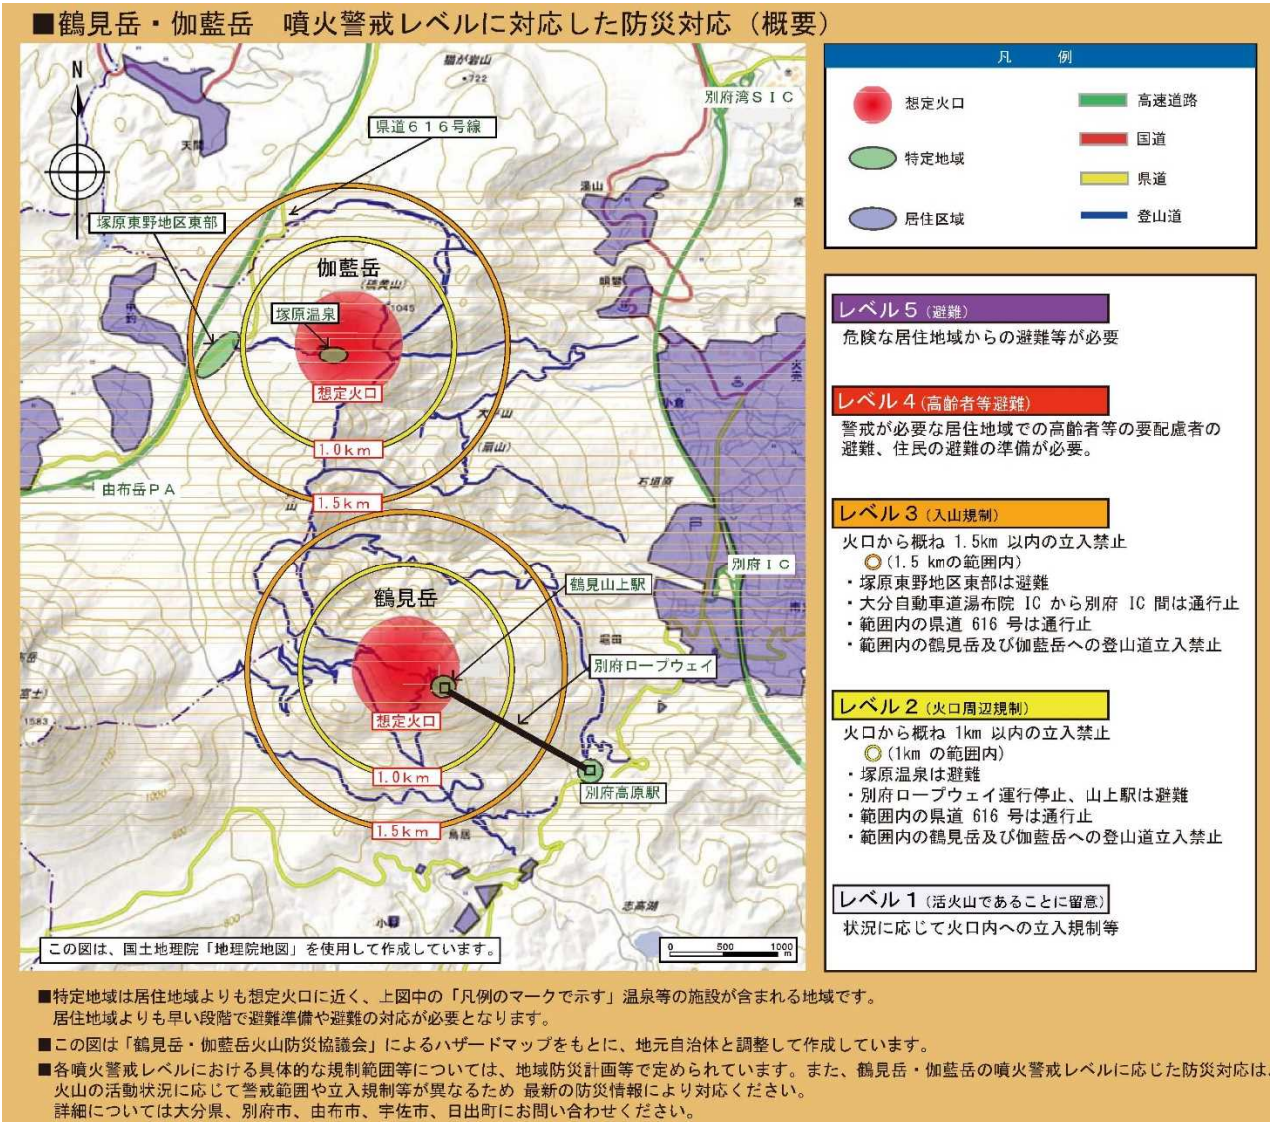 ■鶴見岳・伽藍岳　噴火警戒レベルに対応した防災対応（概要）
N
猫が岩山
・722
別府湾ＳＩＣ
県道６１６号線
天間
湯山
塚原東野地区東部
伽藍岳
(硫黄山)
1045
塚原温泉
明礬
火売
想定火口
小倉
大平山
(扇山)
1.0km
石垣原
由布岳ＰＡ
1.5km
山
別府ＩＣ
鶴見山上駅
鶴見岳
堀田
別府ロープウェイ
富士)
1583
想定火口
1.0km
別府高原駅
1000
1.5km
鳥居
800
800
志高湖
この図は、国土地理院「地理院地図」を使用して作成しています。
0 500 1000
m
凡　例
想定火口
高速道路
国道
特定地域
県道
居住区域
登山道
レベル５（避難）
危険な居住地域からの避難等が必要
レベル４（高齢者等避難）
警戒が必要な居住地域での高齢者等の要配慮者の
避難、住民の避難の準備が必要。
レベル３（入山規制）
火口から概ね 1.5km 以内の立入禁止
◎(1.5 kmの範囲内)
・塚原東野地区東部は避難
・大分自動車道湯布院 IC から別府 IC 間は通行止
・範囲内の県道 616 号は通行止
・範囲内の鶴見岳及び伽藍岳への登山道立入禁止
レベル２（火口周辺規制）
火口から概ね 1km 以内の立入禁止
◎(1km の範囲内)
・塚原温泉は避難
・別府ロープウェイ運行停止、山上駅は避難
・範囲内の県道 616 号は通行止
・範囲内の鶴見岳及び伽藍岳への登山道立入禁止
レベル１（活火山であることに留意）
状況に応じて火口内への立入規制等
■特定地域は居住地域よりも想定火口に近く、上図中の「凡例のマークで示す」温泉等の施設が含まれる地域です。
居住地域よりも早い段階で避難準備や避難の対応が必要となります。
■この図は「鶴見岳・伽藍岳火山防災協議会」によるハザードマップをもとに、地元自治体と調整して作成しています。
■各噴火警戒レベルにおける具体的な規制範囲等については、地域防災計画等で定められています。また、鶴見岳・伽藍岳の噴火警戒レベルに応じた防災対応は、
火山の活動状況に応じて警戒範囲や立入規制等が異なるため 最新の防災情報により対応ください。
詳細については大分県、別府市、由布市、宇佐市、日出町にお問い合わせください。